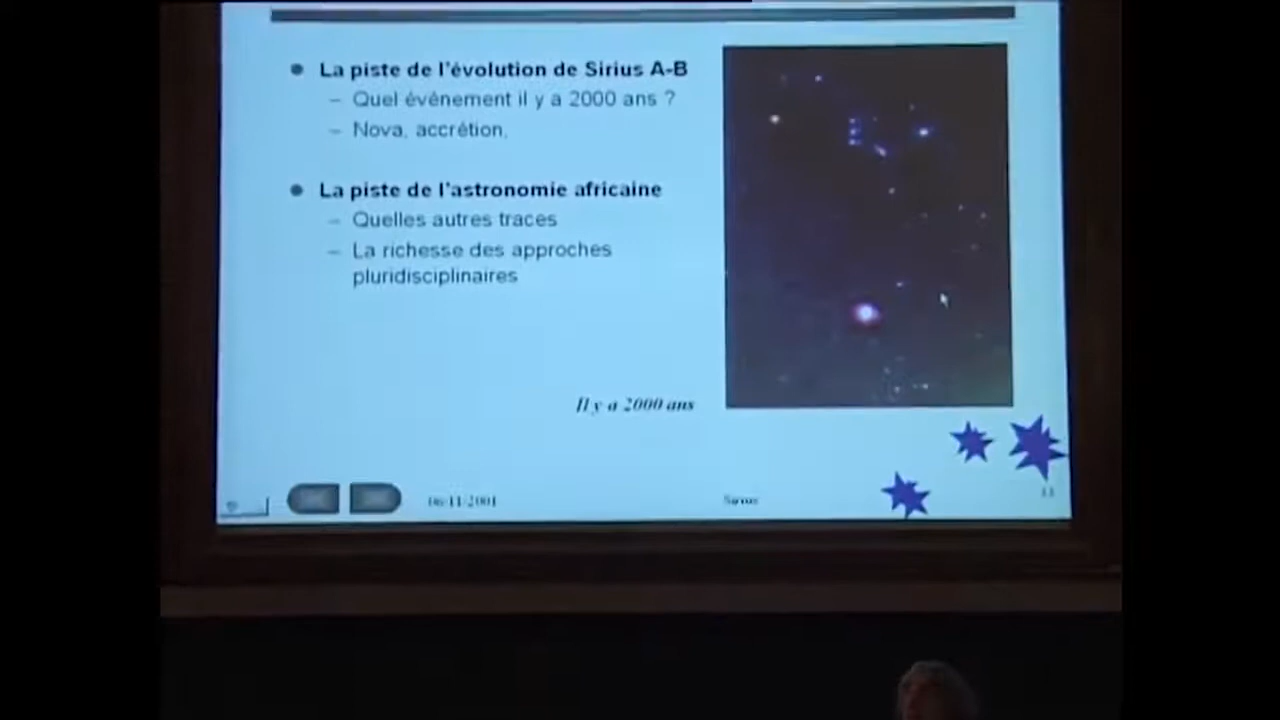 La piste de l'évolution de Sirius A-B
– Quel événement il y a 2000 ans ?
– Nova, accrétion,
La piste de l'astronomie africaine
– Quelles autres traces
– La richesse des approches
pluridisciplinaires
Il y a 2000 ans
06/11/2001
Sirius